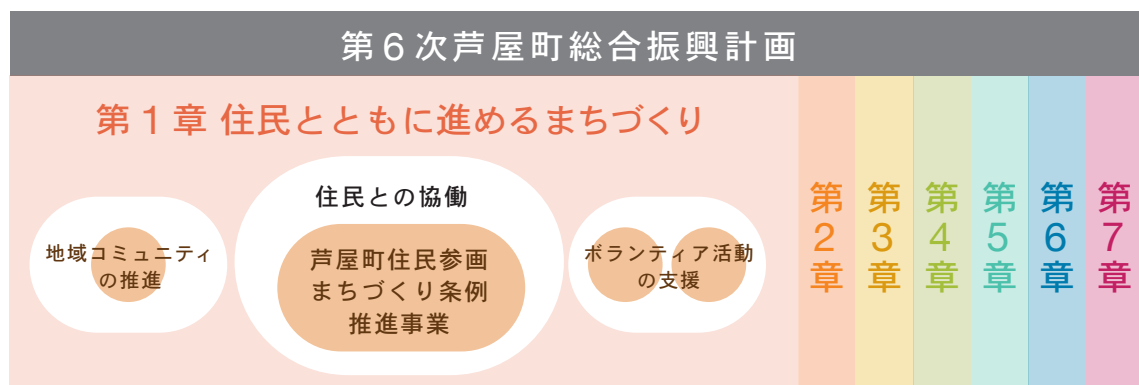 第6次芦屋町総合振興計画
第1章 住民とともに進めるまちづくり
地域コミュニティ
の推進
住民との協働
芦屋町住民参画
まちづくり条例
推進事業
ボランティア活動
の支援
第2章
第3章
第4章
第5章
第6章
第7章